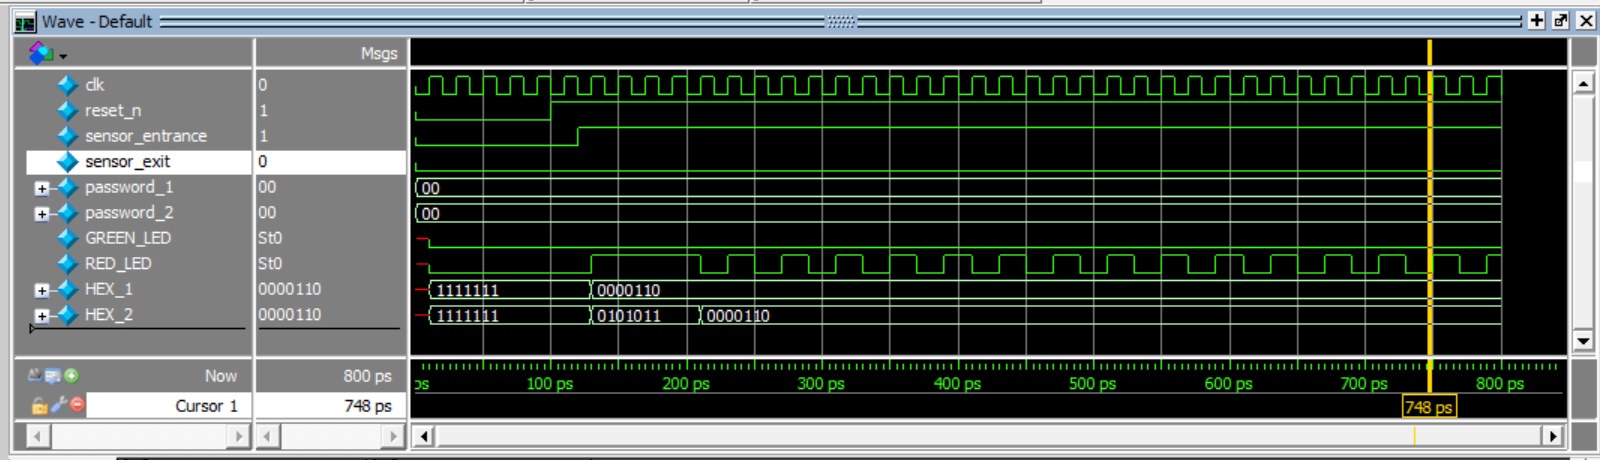 Wave - Default
Msgs
clk 0
reset_n 1
sensor_entrance 1
sensor_exit 0
password_1 00 00
password_2 00 00
GREEN_LED St0
RED_LED St0
HEX_1 0000110 1111111 0000110
HEX_2 0000110 1111111 0101011 0000110
Now 800 ps ps 100 ps 200 ps 300 ps 400 ps 500 ps 600 ps 700 ps 800 ps
Cursor 1 748 ps 748 ps